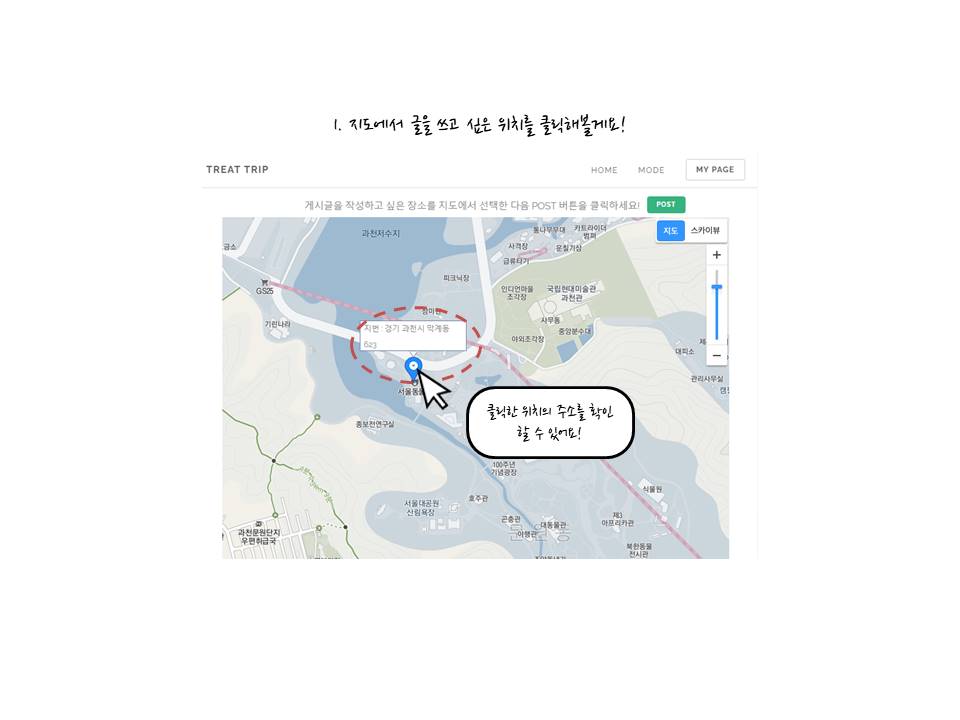 1. 지도에서 글을 쓰고 싶은 위치를 클릭해볼게요!
TREAT TRIP
HOME
MODE
MY PAGE
게시글을 작성하고 싶은 장소를 지도에서 선택한 다음 POST 버튼을 클릭하세요!
POST
지도
스카이뷰
과천저수지
통나무무대
카트라이더
범퍼
사격장
운칠기삼
급류타기
GS25
피크닉장
장미원
인디언마을
조각장
국립현대미술관
과천관
사무동
중앙분수대
야외조각장
기린나라
대피소
관리사무실
지번 : 경기 과천시 막계동
623
서울동물
클릭한 위치의 주소를 확인
할 수 있어요!
종보전연구실
100주년
기념광장
식물원
호주관
서울대공원
산림욕장
곤충관
대동물관
제3
아프리카관
과천문원단지
우편취급국
북한동물
전시관